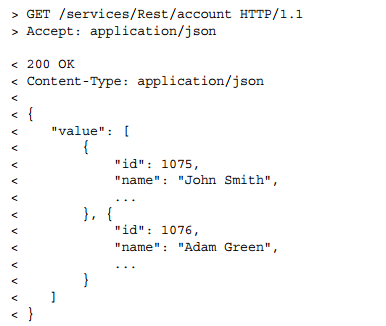 > GET /services/Rest/account HTTP/1.1
> Accept: application/json
< 200 OK
< Content-Type: application/json
<
< {
<    "value": [
<        {
<            "id": 1075,
<            "name": "John Smith",
<            ...
<        }, {
<            "id": 1076,
<            "name": "Adam Green",
<            ...
<        }
<    ]
< }